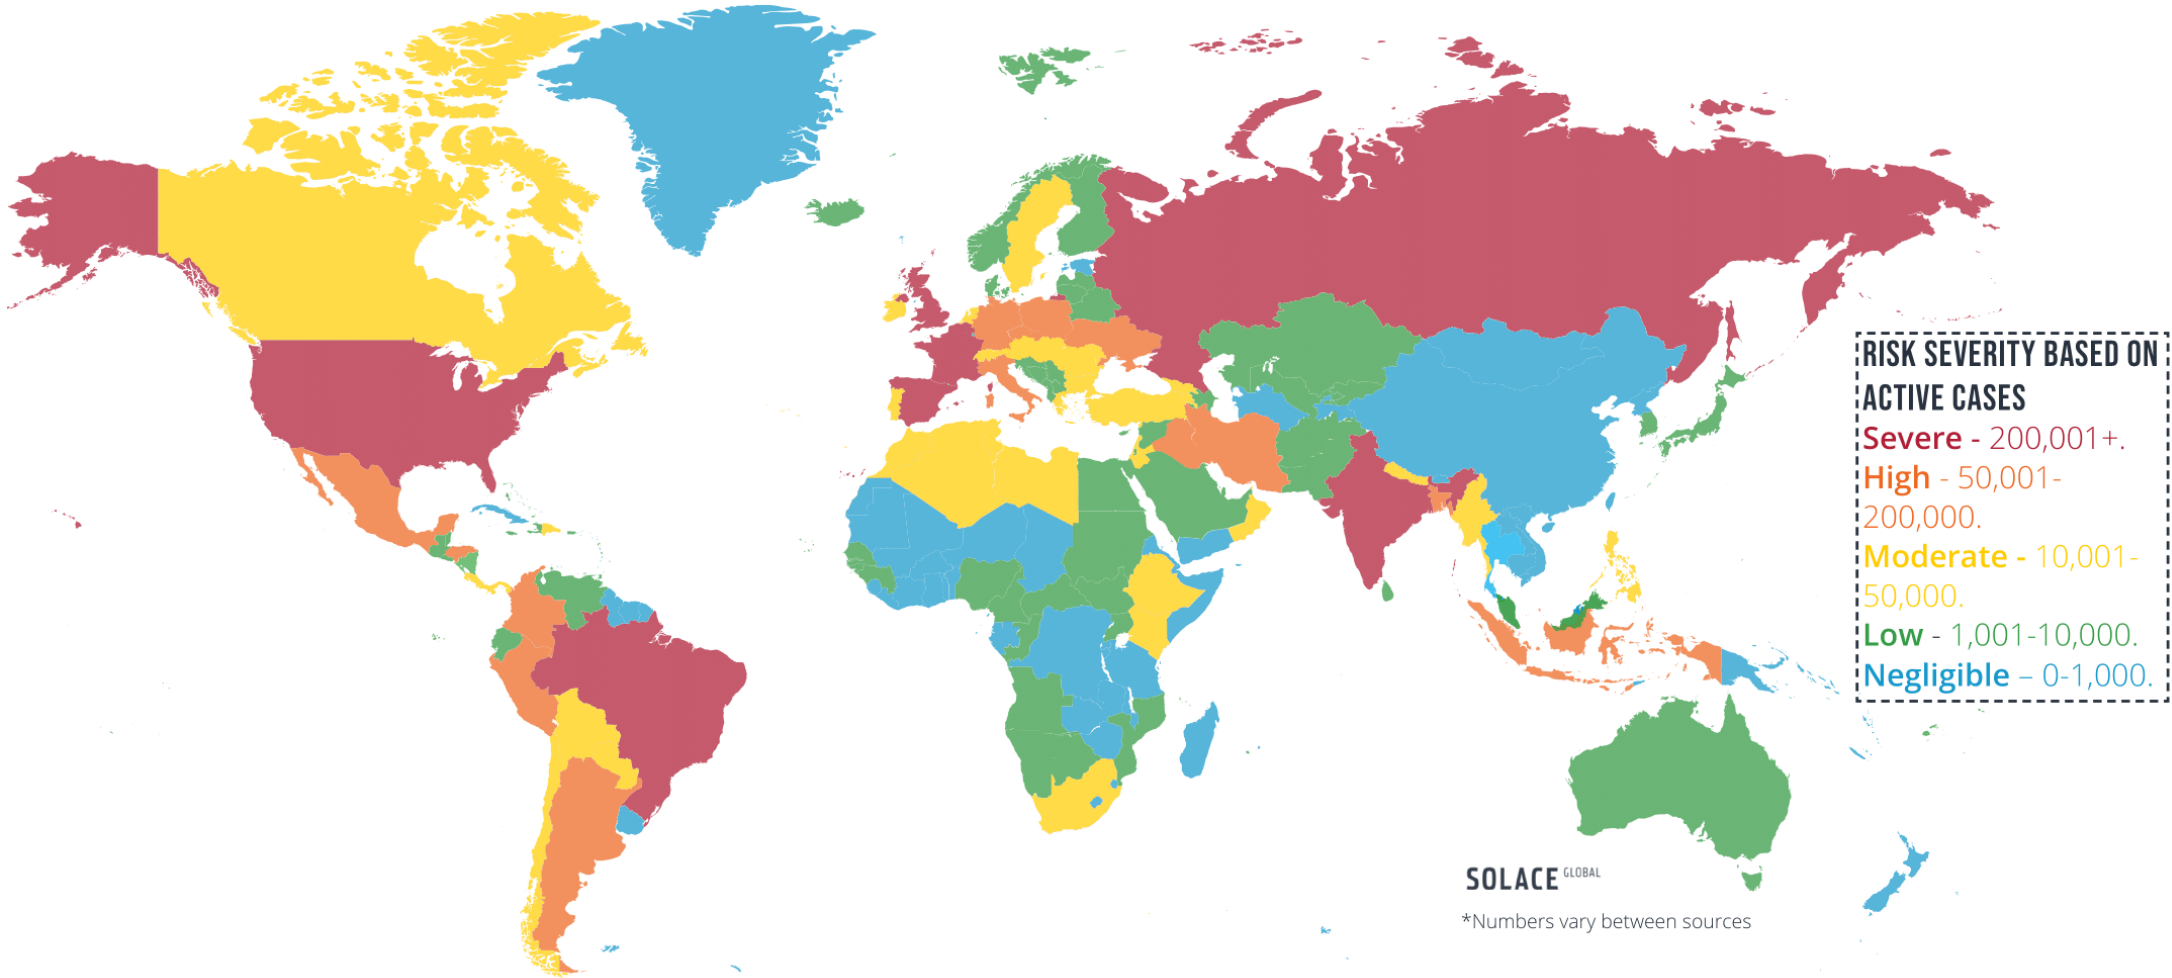 RISK SEVERITY BASED ON
ACTIVE CASES
Severe - 200,001+.
High - 50,001-
200,000.
Moderate - 10,001-
50,000.
Low - 1,001-10,000.
Negligible – 0-1,000.
SOLACE GLOBAL
*Numbers vary between sources